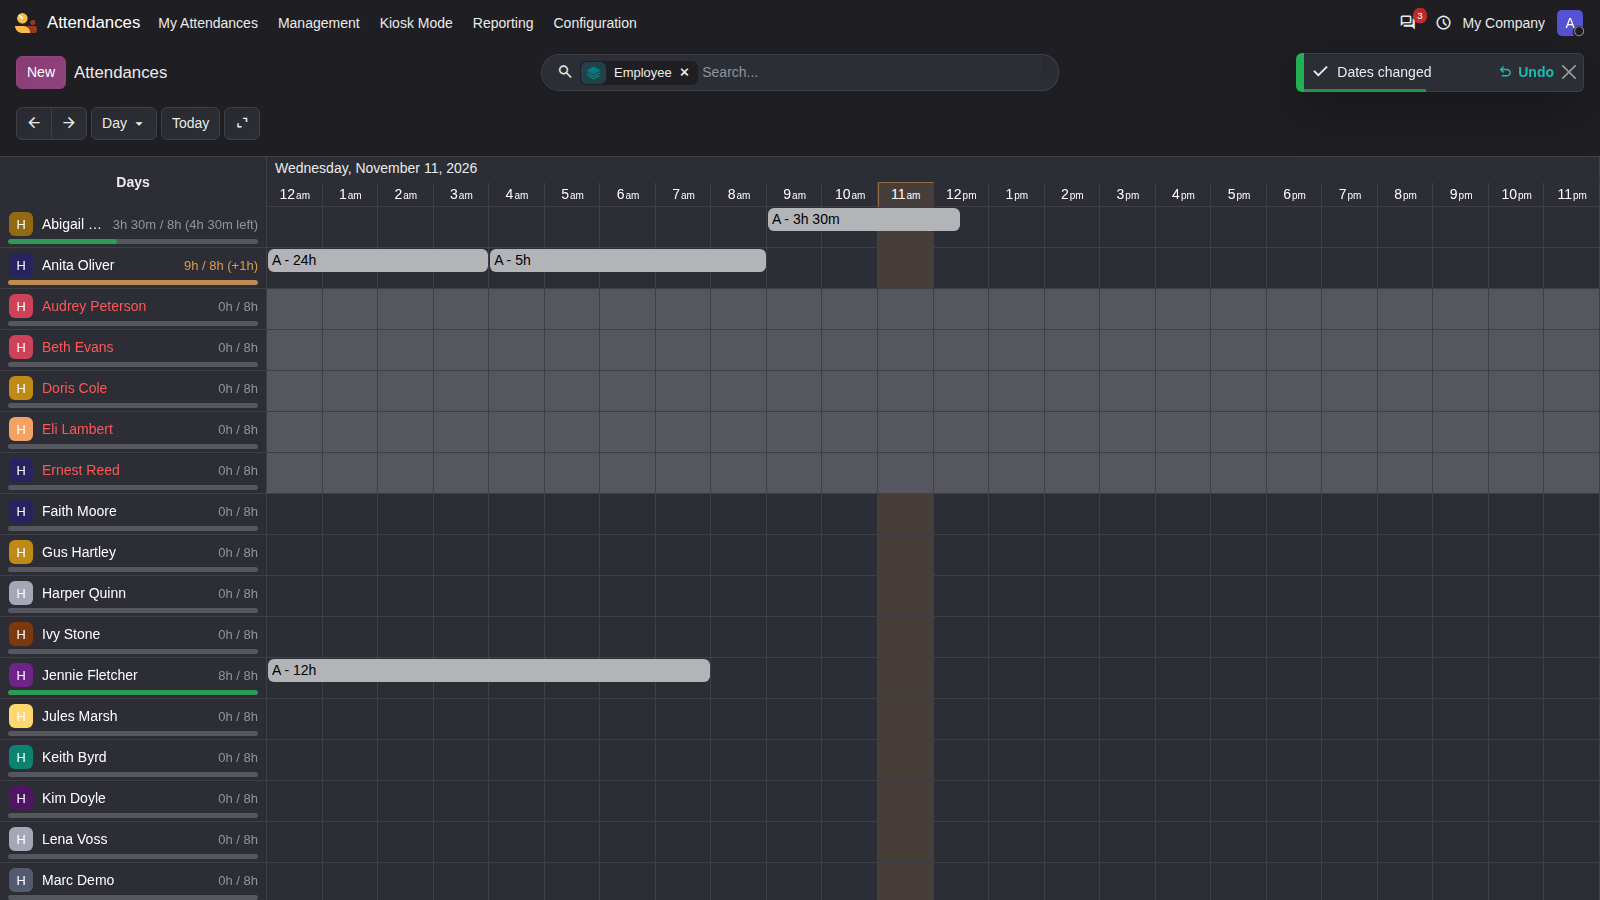 Attendances My Attendances Management Kiosk Mode Reporting Configuration 3 My Company A
New Attendances Employee × Search... Dates changed Undo
Day Today
Days Wednesday, November 11, 2026
12am 1am 2am 3am 4am 5am 6am 7am 8am 9am 10am 11am 12pm 1pm 2pm 3pm 4pm 5pm 6pm 7pm 8pm 9pm 10pm 11pm
H Abigail ... 3h 30m / 8h (4h 30m left) A - 3h 30m
H Anita Oliver 9h / 8h (+1h) A - 24h A - 5h
H Audrey Peterson 0h / 8h
H Beth Evans 0h / 8h
H Doris Cole 0h / 8h
H Eli Lambert 0h / 8h
H Ernest Reed 0h / 8h
H Faith Moore 0h / 8h
H Gus Hartley 0h / 8h
H Harper Quinn 0h / 8h
H Ivy Stone 0h / 8h
H Jennie Fletcher 8h / 8h A - 12h
H Jules Marsh 0h / 8h
H Keith Byrd 0h / 8h
H Kim Doyle 0h / 8h
H Lena Voss 0h / 8h
H Marc Demo 0h / 8h